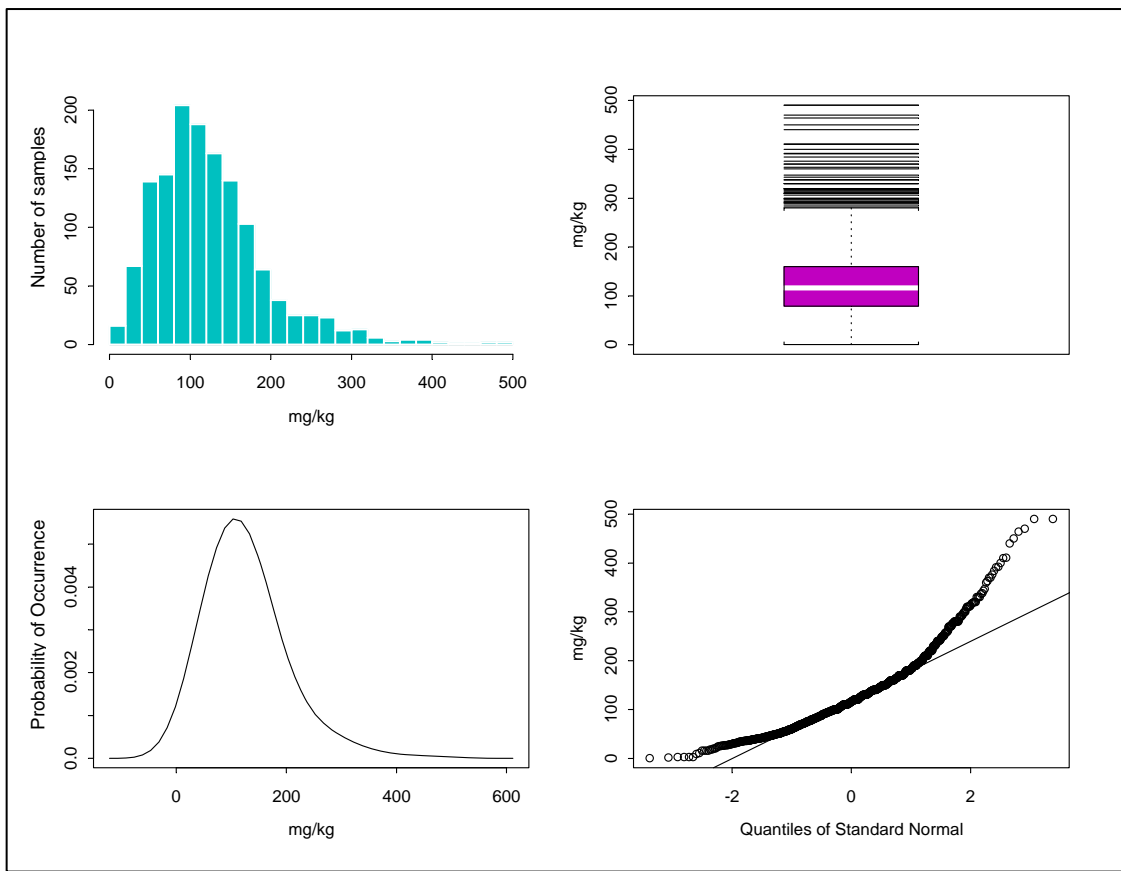 Number of samples
200
150
100
50
0
0 100 200 300 400 500
mg/kg
mg/kg
500
400
300
200
100
0
Probability of Occurrence
0.004
0.002
0.0
0 200 400 600
mg/kg
mg/kg
500
400
300
200
100
0
-2 0 2
Quantiles of Standard Normal